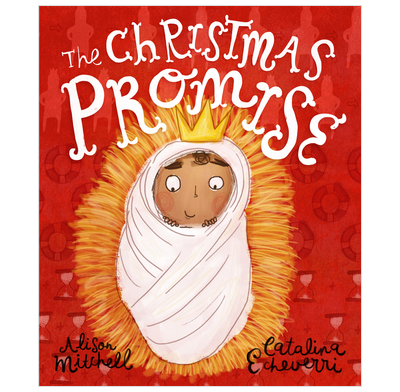 The CHRiSTMAS
PROMiSE
Alison
Mitchell
Catalina
Echeverri